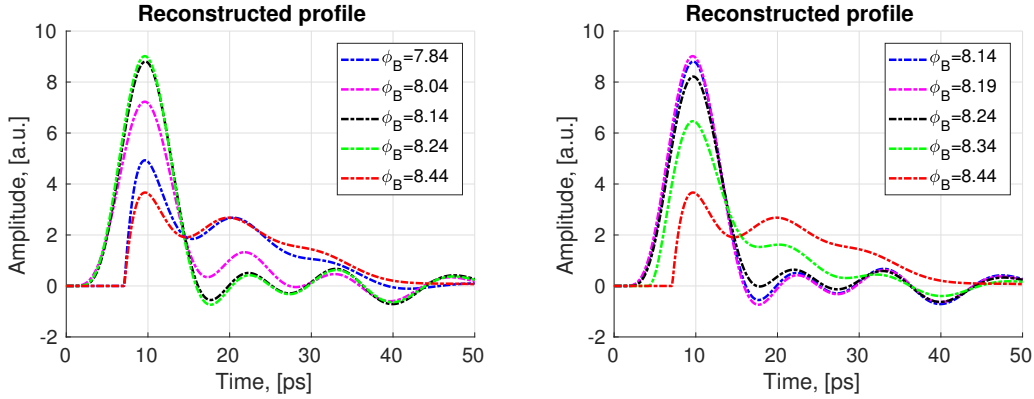 Reconstructed profile
Amplitude, [a.u.]
10
8
6
4
2
0
-2
0 10 20 30 40 50
Time, [ps]
ϕB=7.84
ϕB=8.04
ϕB=8.14
ϕB=8.24
ϕB=8.44
Reconstructed profile
Amplitude, [a.u.]
10
8
6
4
2
0
-2
0 10 20 30 40 50
Time, [ps]
ϕB=8.14
ϕB=8.19
ϕB=8.24
ϕB=8.34
ϕB=8.44